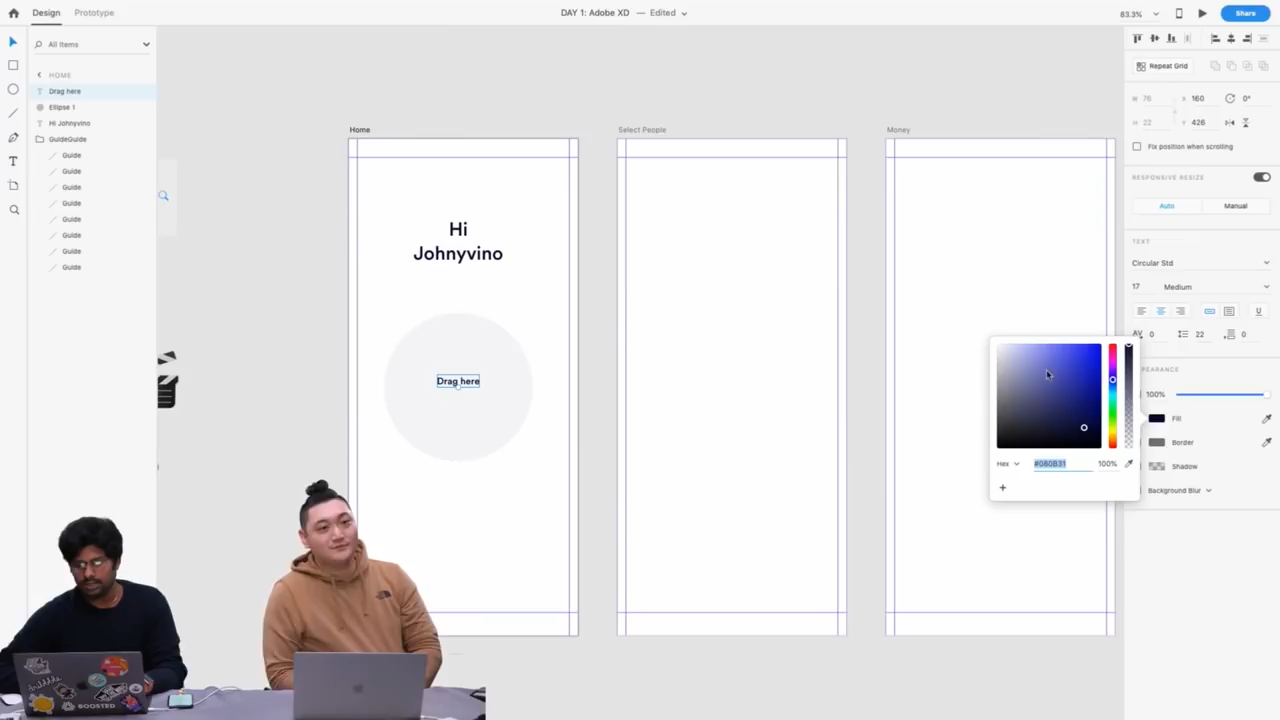 Design
Prototype
DAY 1: Adobe XD — Edited
83.3%
Share
All Items
HOME
Drag here
Ellipse 1
Hi Johnyvino
GuideGuide
Guide
Guide
Guide
Guide
Guide
Guide
Guide
Guide
Home
Select People
Money
Hi
Johnyvino
Drag here
Repeat Grid
W 76 X 160 0°
H 22 Y 426
Fix position when scrolling
RESPONSIVE RESIZE
Auto
Manual
TEXT
Circular Std
17 Medium
AV 0 22 0
EARANCE
100%
Fill
Border
Shadow
Background Blur
Hex #080B31 100%
+
BOOSTED